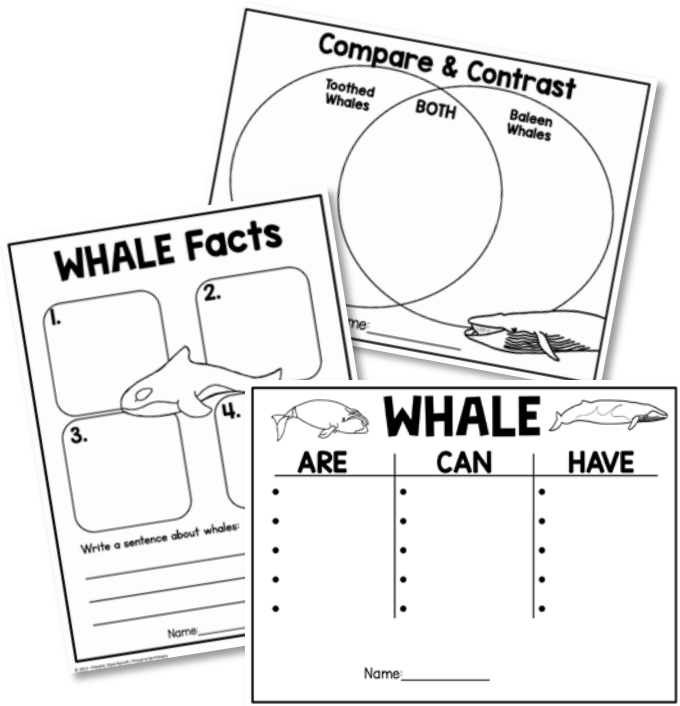 Compare & Contrast
Toothed
Whales
BOTH
Baleen
Whales
me:
WHALE Facts
1.
2.
3.
4.
Write a sentence about whales:
Name:
WHALE
ARE
CAN
HAVE
Name: